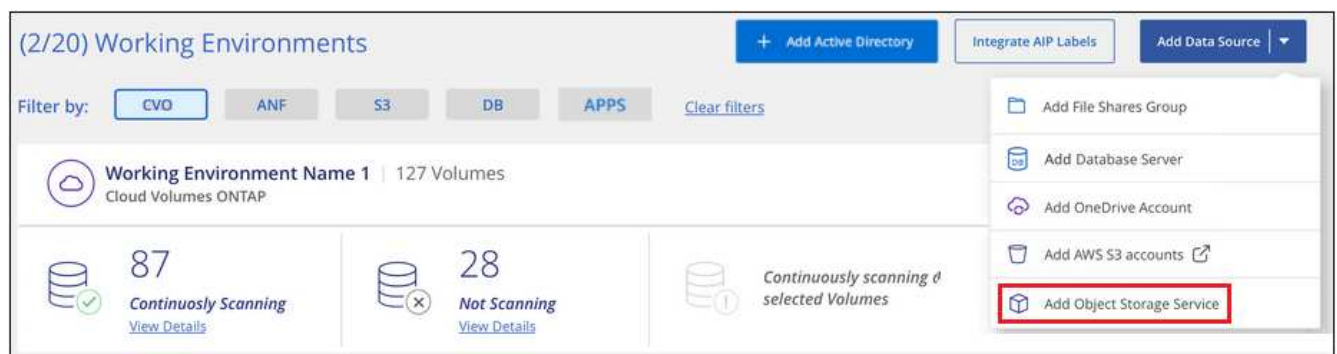 (2/20) Working Environments
+ Add Active Directory
Integrate AIP Labels
Add Data Source
Filter by: CVO ANF S3 DB APPS Clear filters
Add File Shares Group
DB Add Database Server
Add OneDrive Account
Add AWS S3 accounts
Add Object Storage Service
Working Environment Name 1 | 127 Volumes
Cloud Volumes ONTAP
87
Continuosly Scanning
View Details
28
Not Scanning
View Details
Continuously scanning
selected Volumes